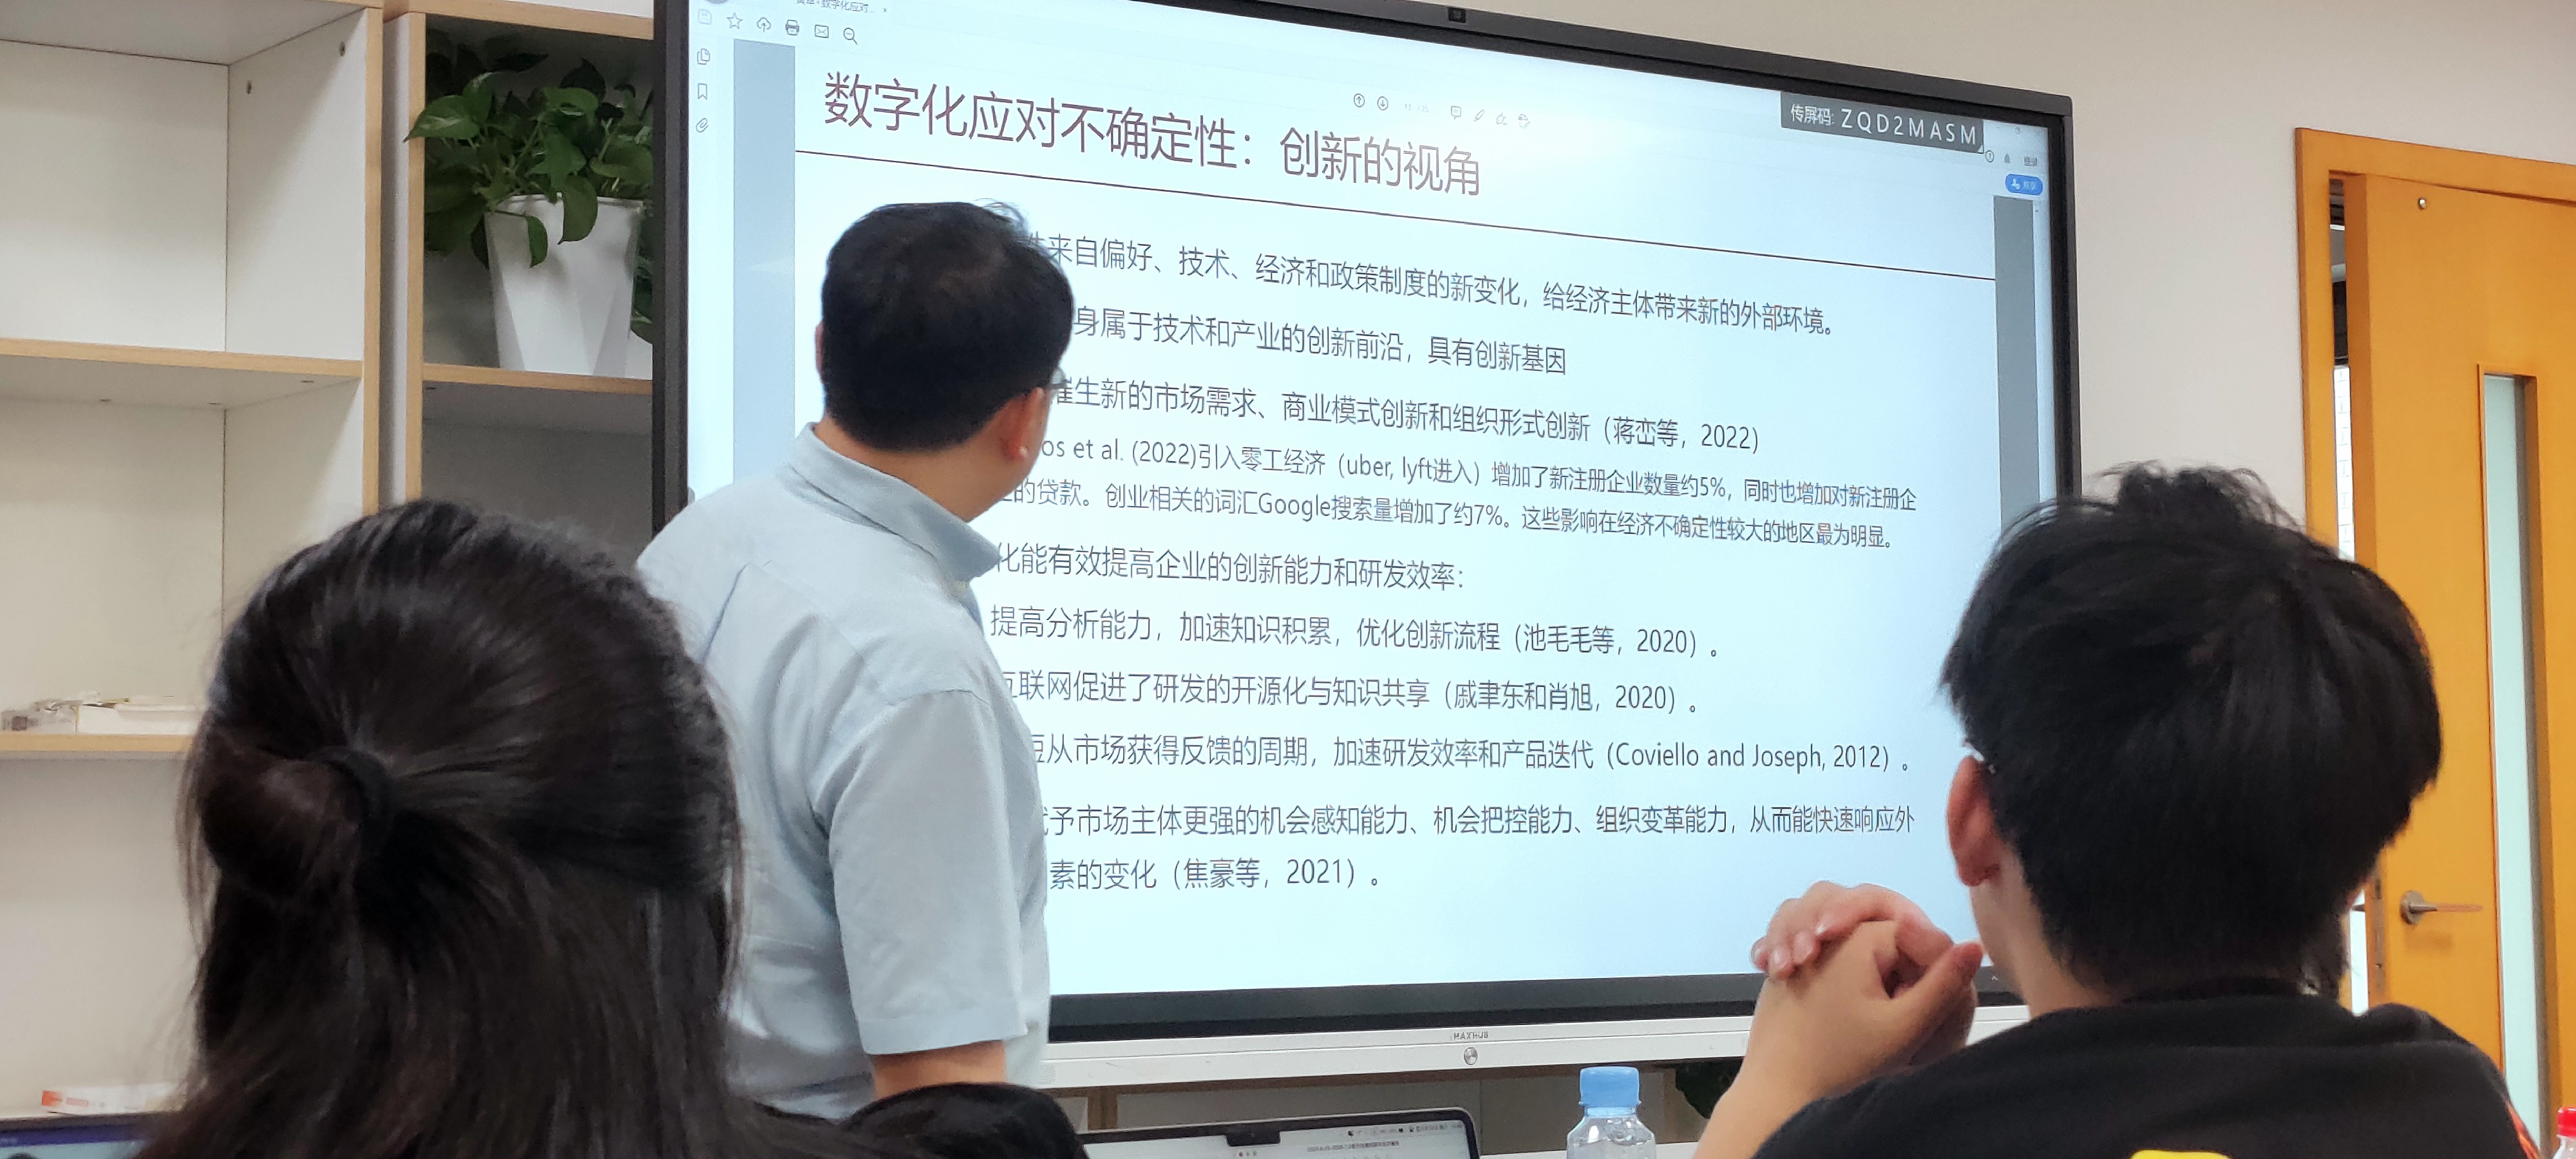 数字化应对...
传屏码: ZQD2MASM
数字化应对不确定性：创新的视角
登录
共享
来自偏好、技术、经济和政策制度的新变化，给经济主体带来新的外部环境。
身属于技术和产业的创新前沿，具有创新基因
催生新的市场需求、商业模式创新和组织形式创新（蒋峦等，2022）
os et al. (2022)引入零工经济（uber, lyft进入）增加了新注册企业数量约5%，同时也增加对新注册企
的贷款。创业相关的词汇Google搜索量增加了约7%。这些影响在经济不确定性较大的地区最为明显。
化能有效提高企业的创新能力和研发效率：
提高分析能力，加速知识积累，优化创新流程（池毛毛等，2020）。
互联网促进了研发的开源化与知识共享（戚聿东和肖旭，2020）。
短从市场获得反馈的周期，加速研发效率和产品迭代（Coviello and Joseph, 2012）。
予市场主体更强的机会感知能力、机会把控能力、组织变革能力，从而能快速响应外
素的变化（焦豪等，2021）。
MAXHUB